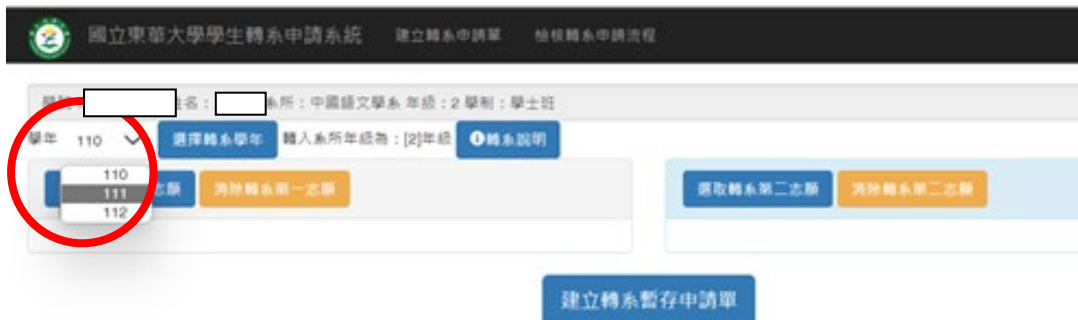 國立東華大學學生轉系申請系統 建立轉系申請單 檢核轉系申請流程
姓名： 系所：中國語文學系 年級：2 學制：學士班
學年 110 選擇轉系學年 轉入系所年級為：[2]年級 轉系說明
110
111
112
志願 清除轉系第一志願 選取轉系第二志願 清除轉系第二志願
建立轉系暫存申請單